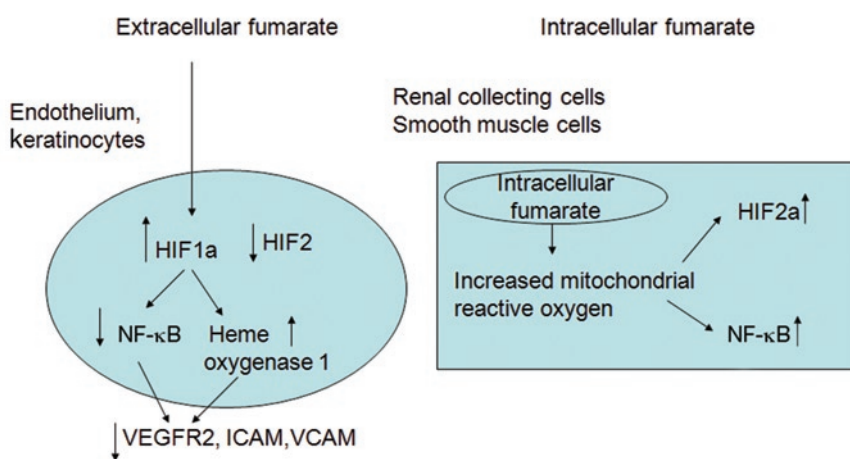 Extracellular fumarate
Endothelium,
keratinocytes
↑HIF1a ↓HIF2
↓NF-κB Heme ↑
oxygenase 1
↓VEGFR2, ICAM,VCAM
Intracellular fumarate
Renal collecting cells
Smooth muscle cells
Intracellular
fumarate
HIF2a↑
Increased mitochondrial
reactive oxygen
NF-κB↑